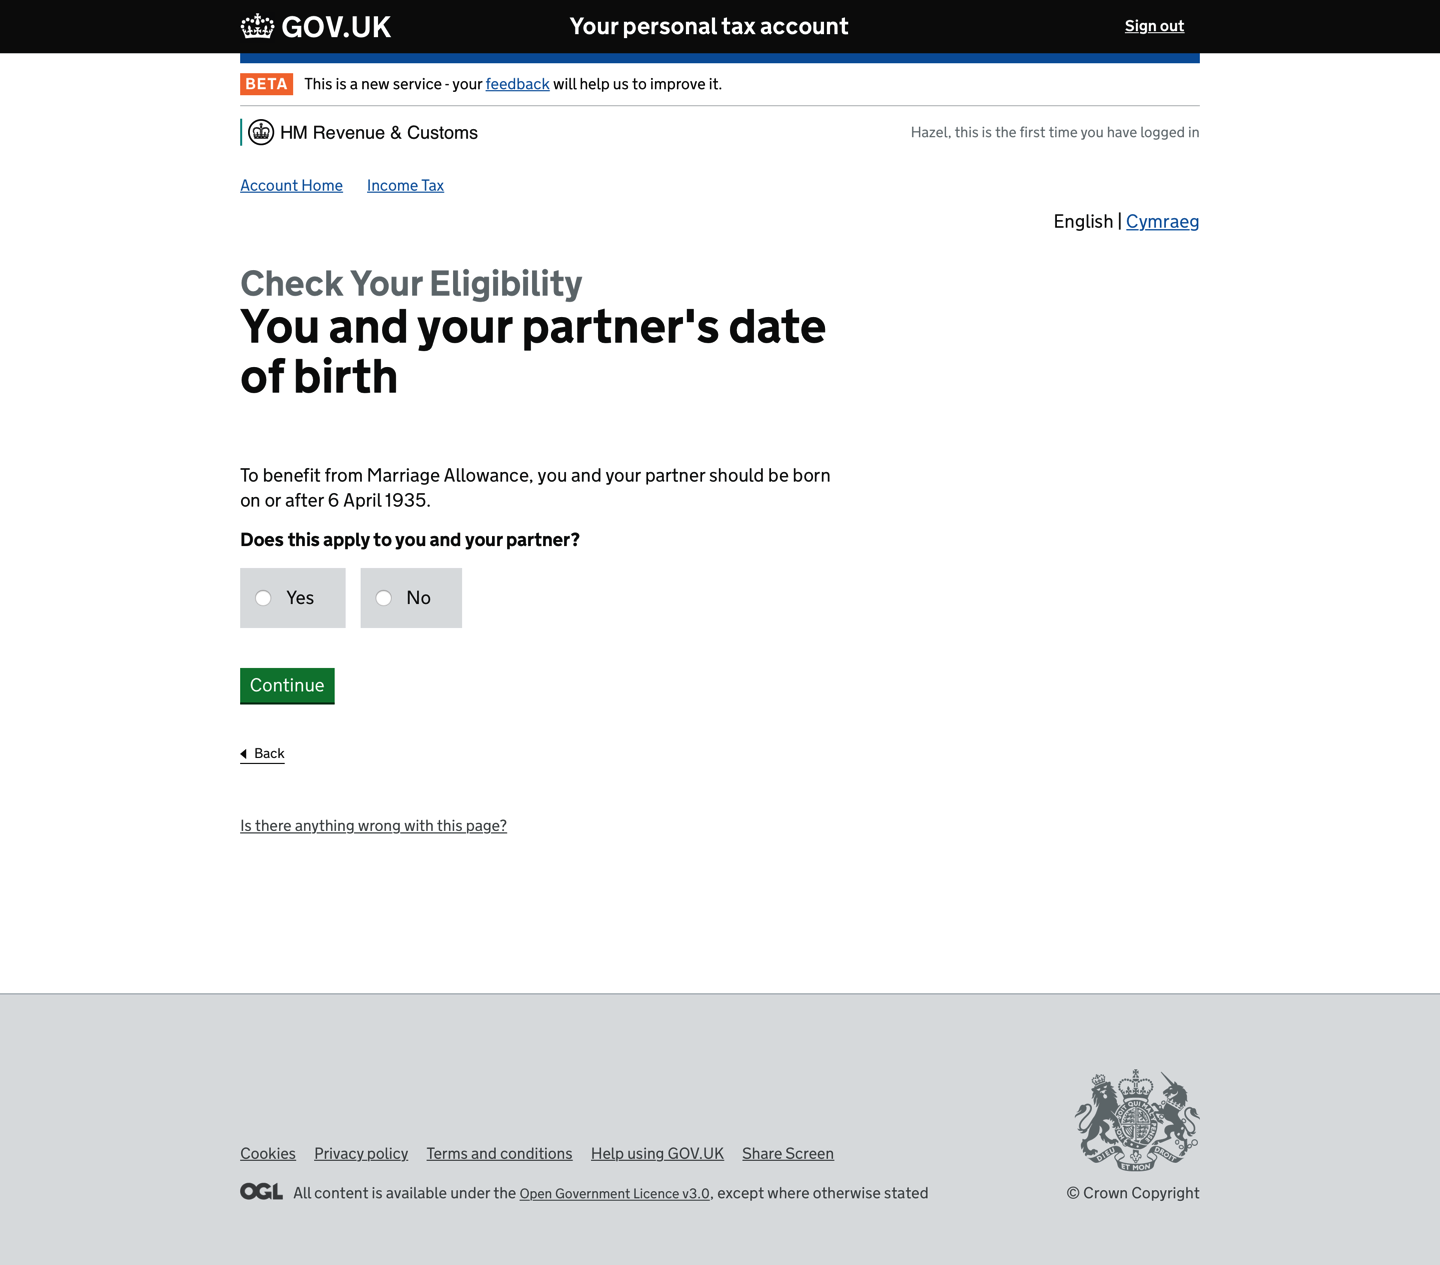 GOV.UK
Your personal tax account
Sign out
BETA This is a new service - your feedback will help us to improve it.
HM Revenue & Customs
Hazel, this is the first time you have logged in
Account Home Income Tax
English | Cymraeg
Check Your Eligibility
You and your partner's date
of birth
To benefit from Marriage Allowance, you and your partner should be born
on or after 6 April 1935.
Does this apply to you and your partner?
Yes No
Continue
Back
Is there anything wrong with this page?
Cookies Privacy policy Terms and conditions Help using GOV.UK Share Screen
OGL All content is available under the Open Government Licence v3.0, except where otherwise stated
DIEU ET MON DROIT
© Crown Copyright